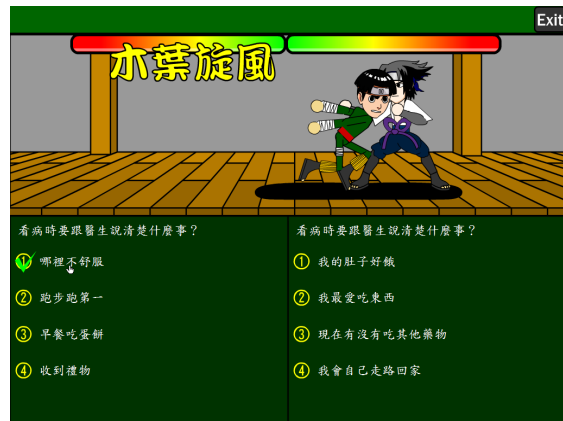 Exit
木葉旋風
看病時要跟醫生說清楚什麼事？
① 哪裡不舒服
② 跑步跑第一
③ 早餐吃蛋餅
④ 收到禮物
看病時要跟醫生說清楚什麼事？
① 我的肚子好餓
② 我最愛吃東西
③ 現在有沒有吃其他藥物
④ 我會自己走路回家